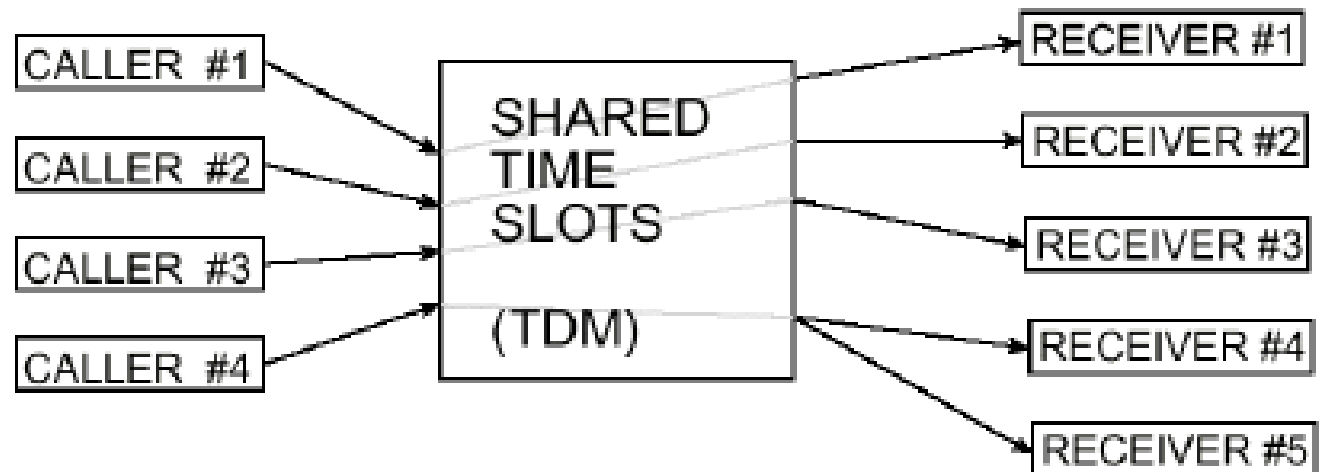 CALLER #1
CALLER #2
CALLER #3
CALLER #4
SHARED
TIME
SLOTS
(TDM)
RECEIVER #1
RECEIVER #2
RECEIVER #3
RECEIVER #4
RECEIVER #5